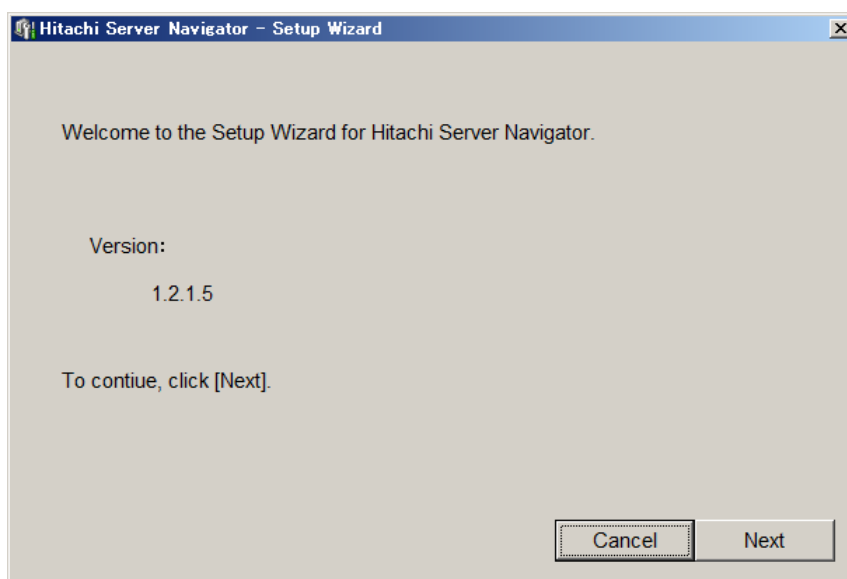 Hitachi Server Navigator - Setup Wizard
Welcome to the Setup Wizard for Hitachi Server Navigator.
Version:
1.2.1.5
To contiue, click [Next].
Cancel Next